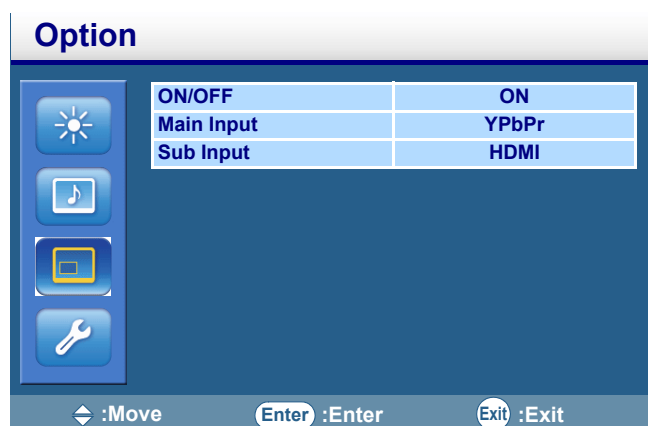 Option
ON/OFF ON
Main Input YPbPr
Sub Input HDMI
:Move Enter :Enter Exit :Exit